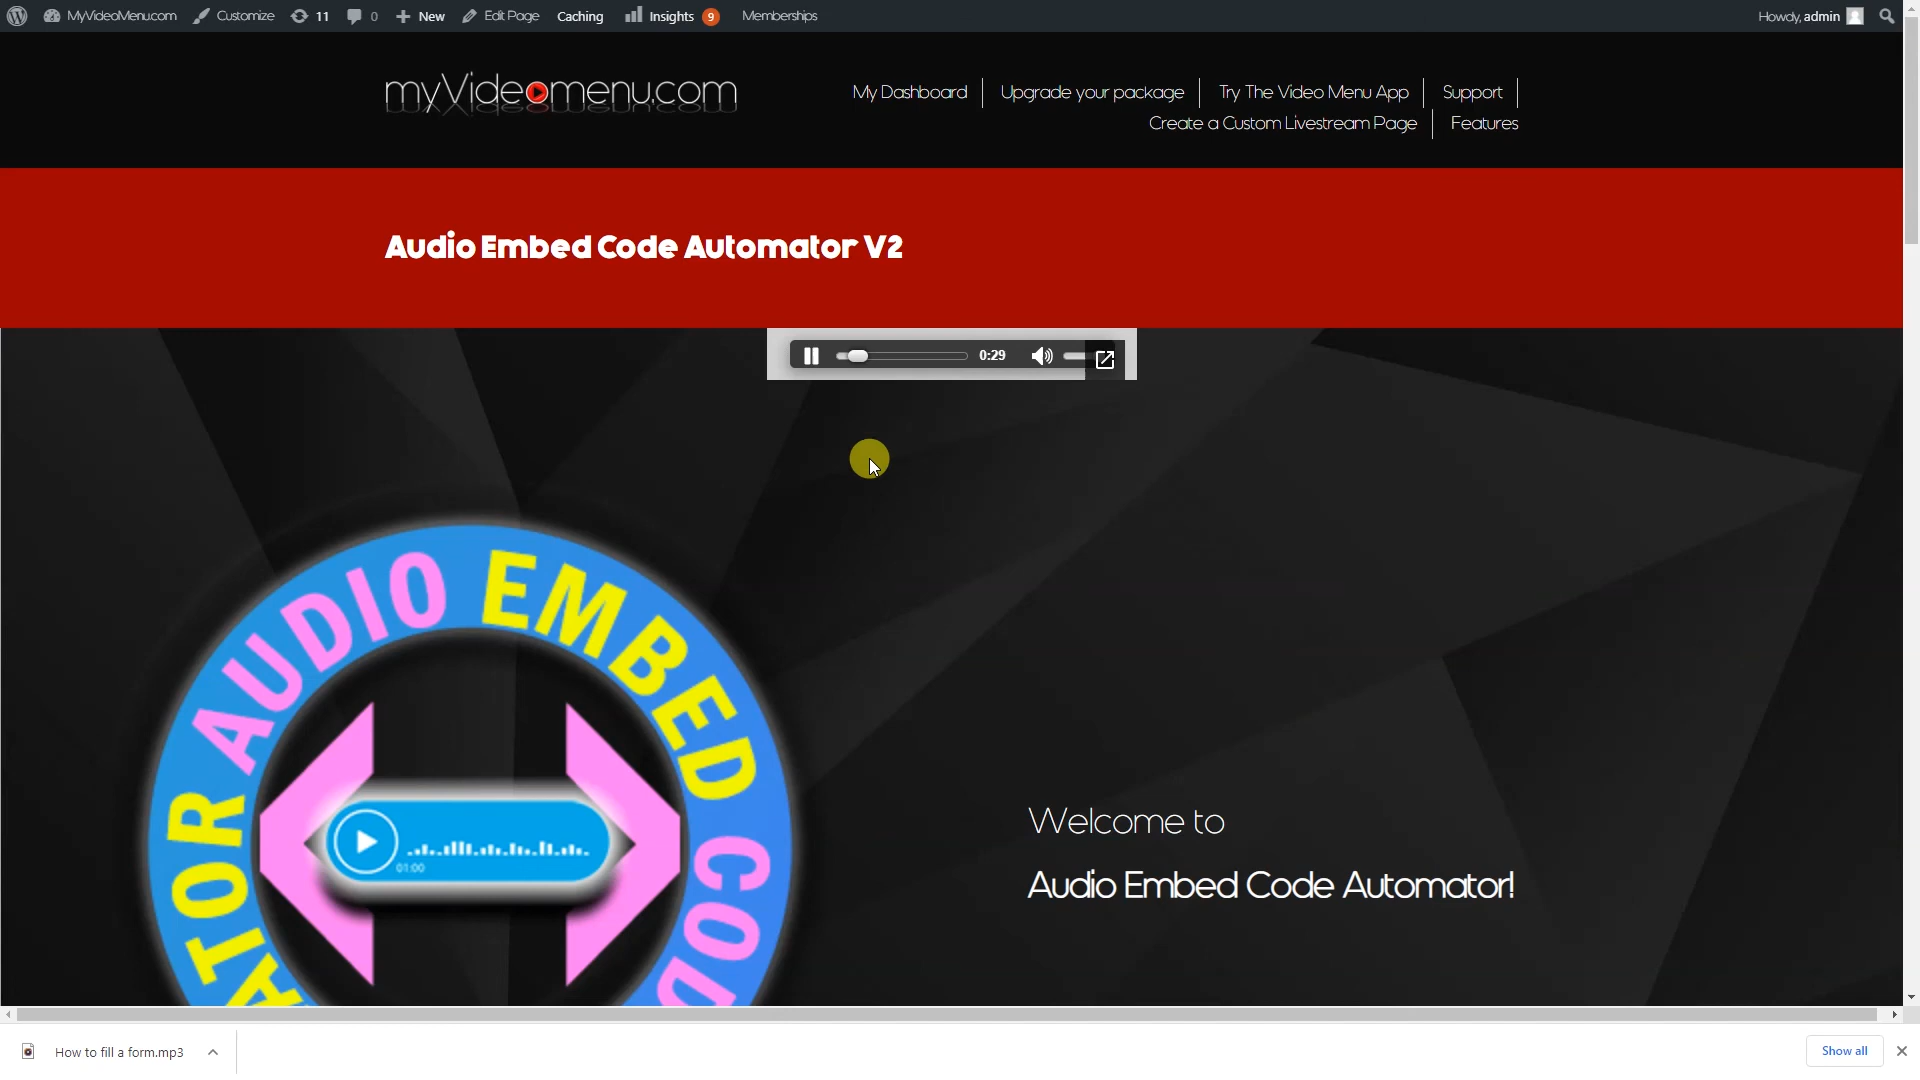 MyVideoMenu.com Customize 11 0 New Edit Page Caching Insights 9 Memberships Howdy, admin
myVideomenu.com
My Dashboard Upgrade your package Try The Video Menu App Support
Create a Custom Livestream Page Features
Audio Embed Code Automator V2
0:29
AUDIO EMBED COD
ATOR
01:00
Welcome to
Audio Embed Code Automator!
How to fill a form.mp3
Show all